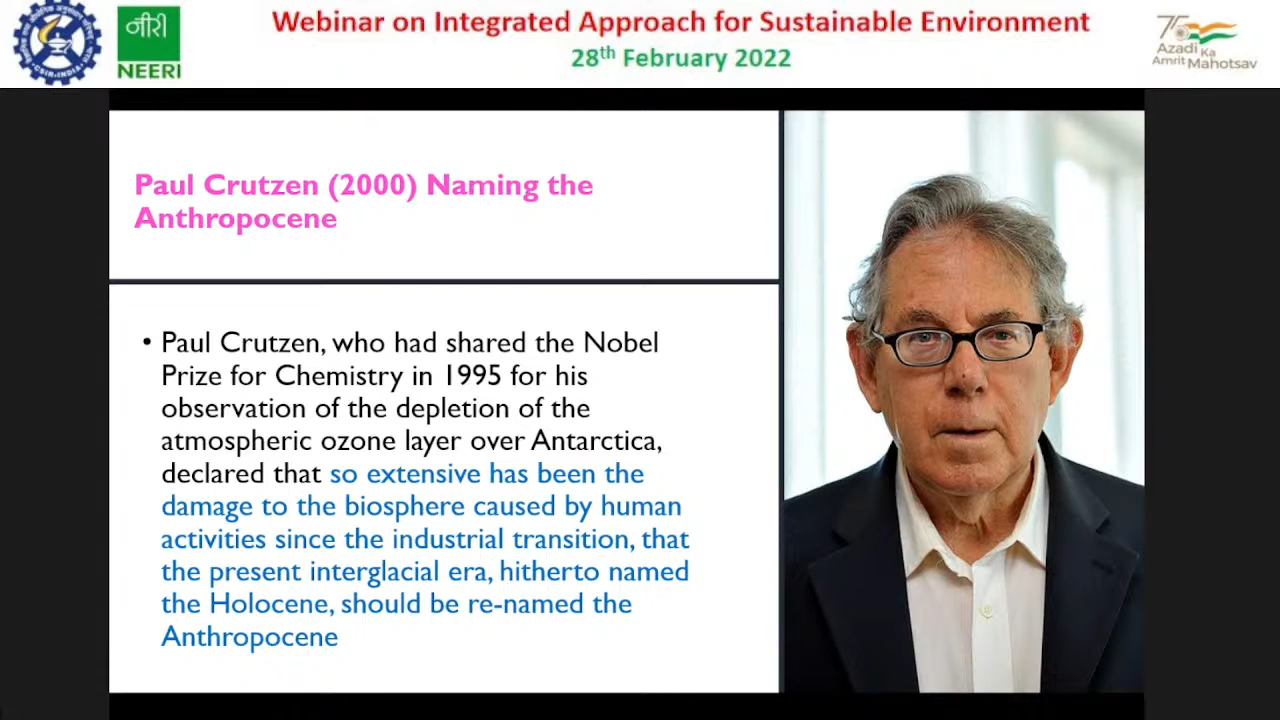 Webinar on Integrated Approach for Sustainable Environment
28th February 2022
नीरी
NEERI
CSIR-INDIA
75
Azadi Ka
Amrit Mahotsav
Paul Crutzen (2000) Naming the
Anthropocene
• Paul Crutzen, who had shared the Nobel
Prize for Chemistry in 1995 for his
observation of the depletion of the
atmospheric ozone layer over Antarctica,
declared that so extensive has been the
damage to the biosphere caused by human
activities since the industrial transition, that
the present interglacial era, hitherto named
the Holocene, should be re-named the
Anthropocene